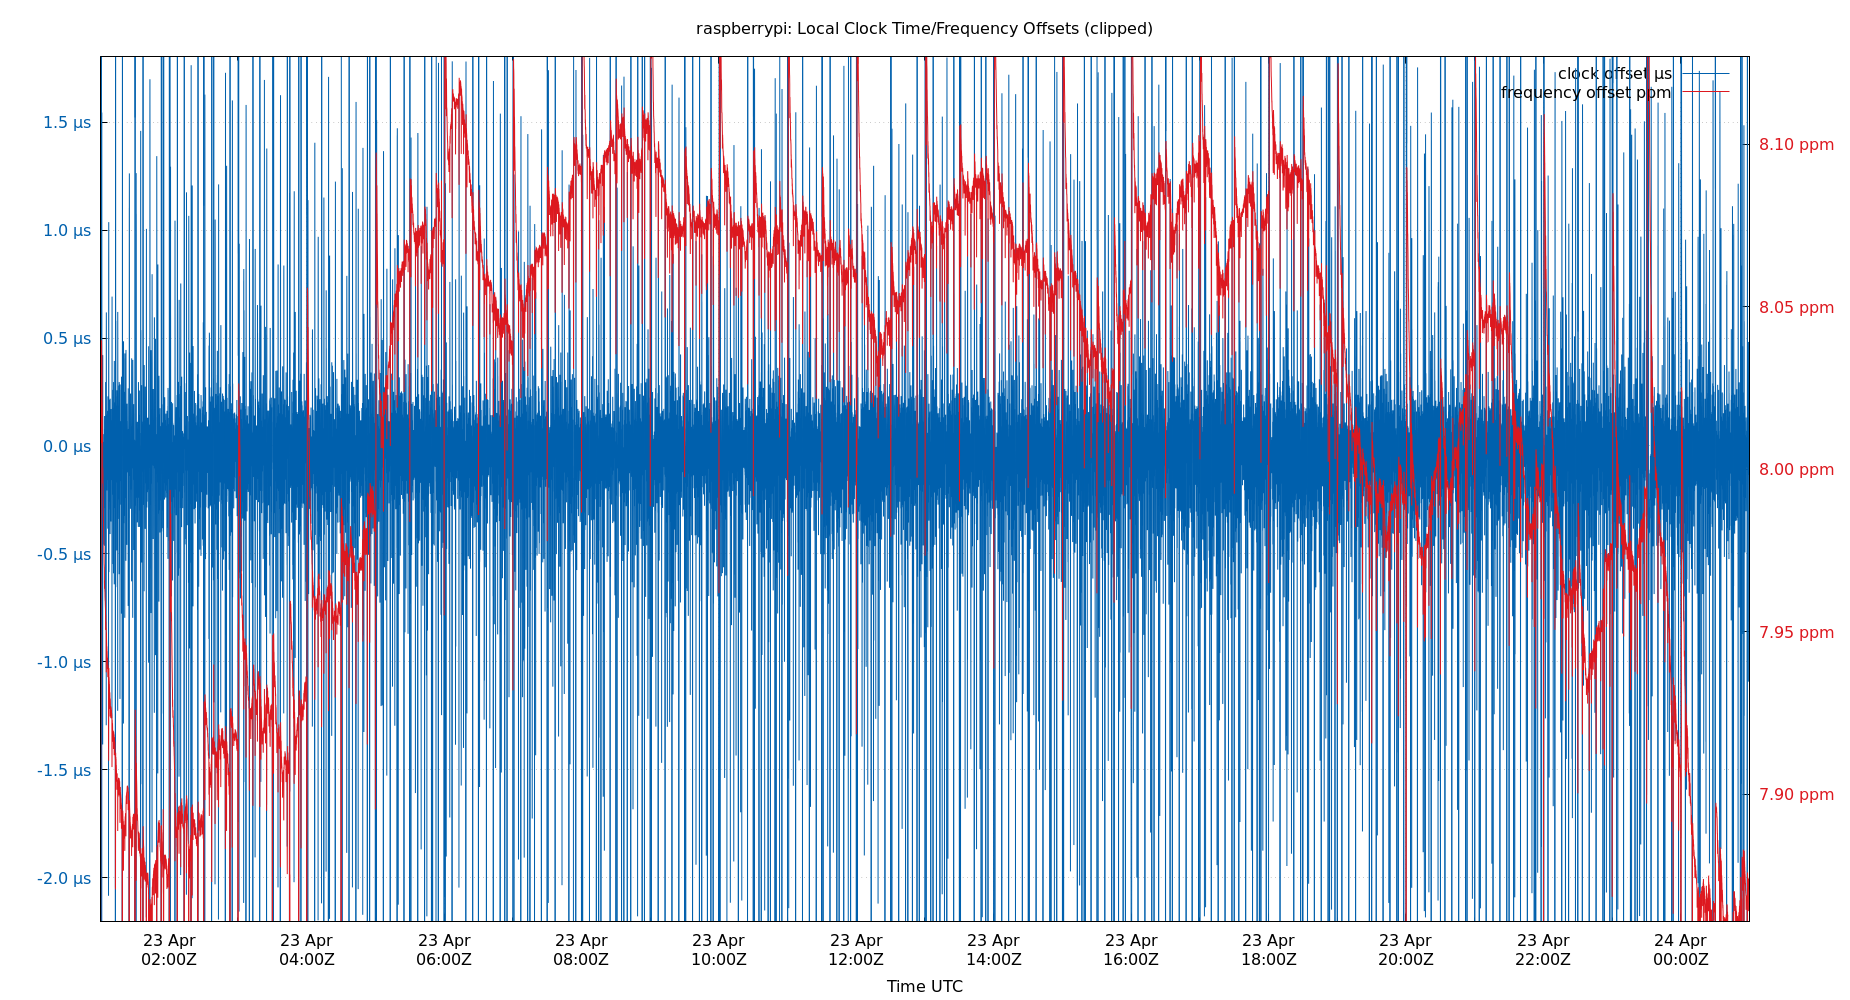 raspberrypi: Local Clock Time/Frequency Offsets (clipped)
clock offset µs
frequency offset ppm
1.5 µs
1.0 µs
0.5 µs
0.0 µs
-0.5 µs
-1.0 µs
-1.5 µs
-2.0 µs
8.10 ppm
8.05 ppm
8.00 ppm
7.95 ppm
7.90 ppm
23 Apr 23 Apr 23 Apr 23 Apr 23 Apr 23 Apr 23 Apr 23 Apr 23 Apr 23 Apr 23 Apr 24 Apr
02:00Z 04:00Z 06:00Z 08:00Z 10:00Z 12:00Z 14:00Z 16:00Z 18:00Z 20:00Z 22:00Z 00:00Z
Time UTC